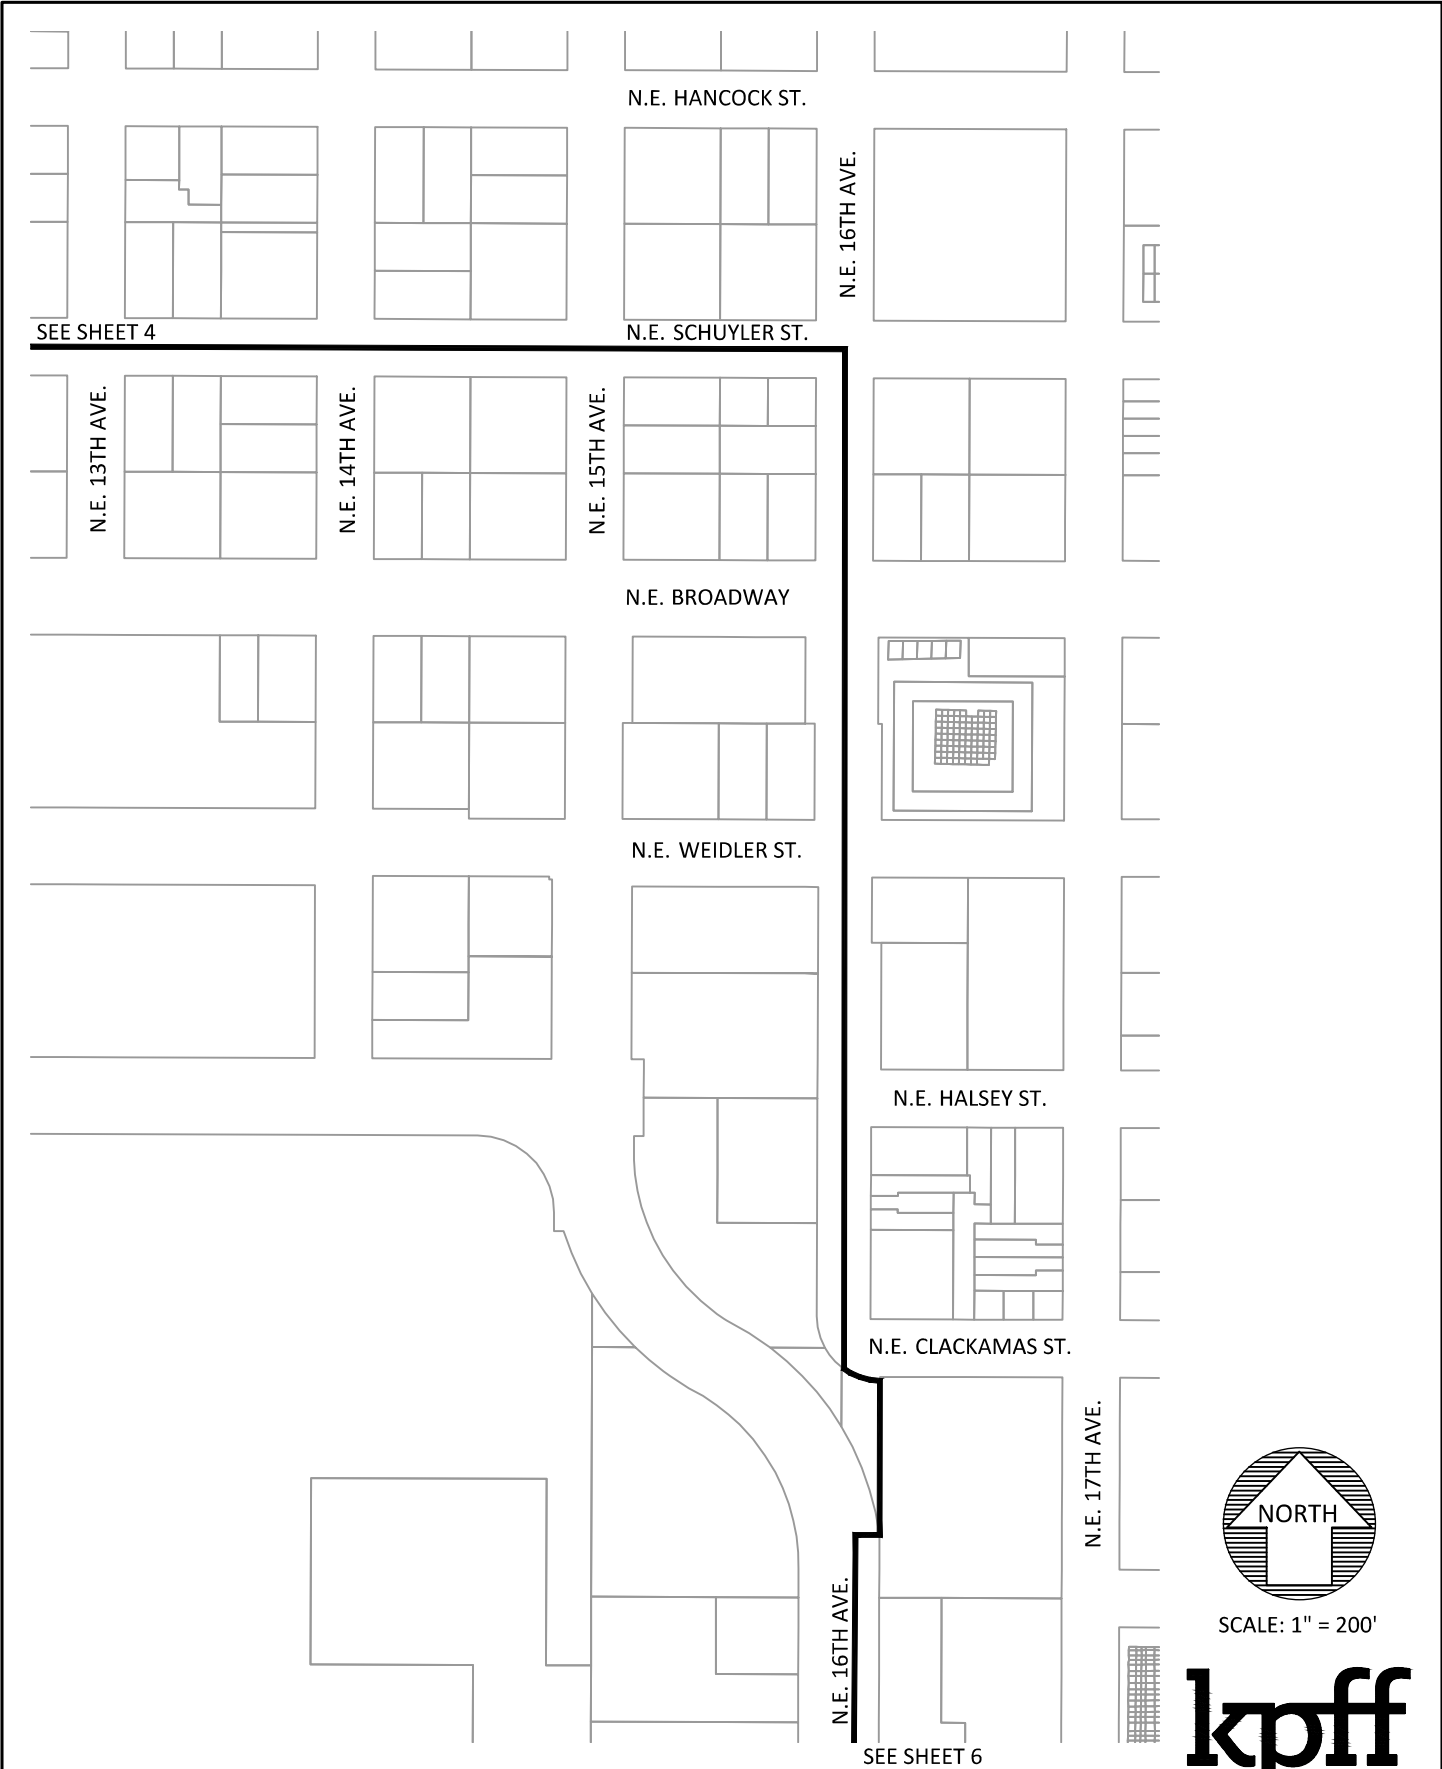 N.E. HANCOCK ST.
N.E. 16TH AVE.
SEE SHEET 4
N.E. SCHUYLER ST.
N.E. 13TH AVE.
N.E. 14TH AVE.
N.E. 15TH AVE.
N.E. BROADWAY
N.E. WEIDLER ST.
N.E. HALSEY ST.
N.E. CLACKAMAS ST.
N.E. 17TH AVE.
NORTH
N.E. 16TH AVE.
SCALE: 1" = 200'
kpff
SEE SHEET 6